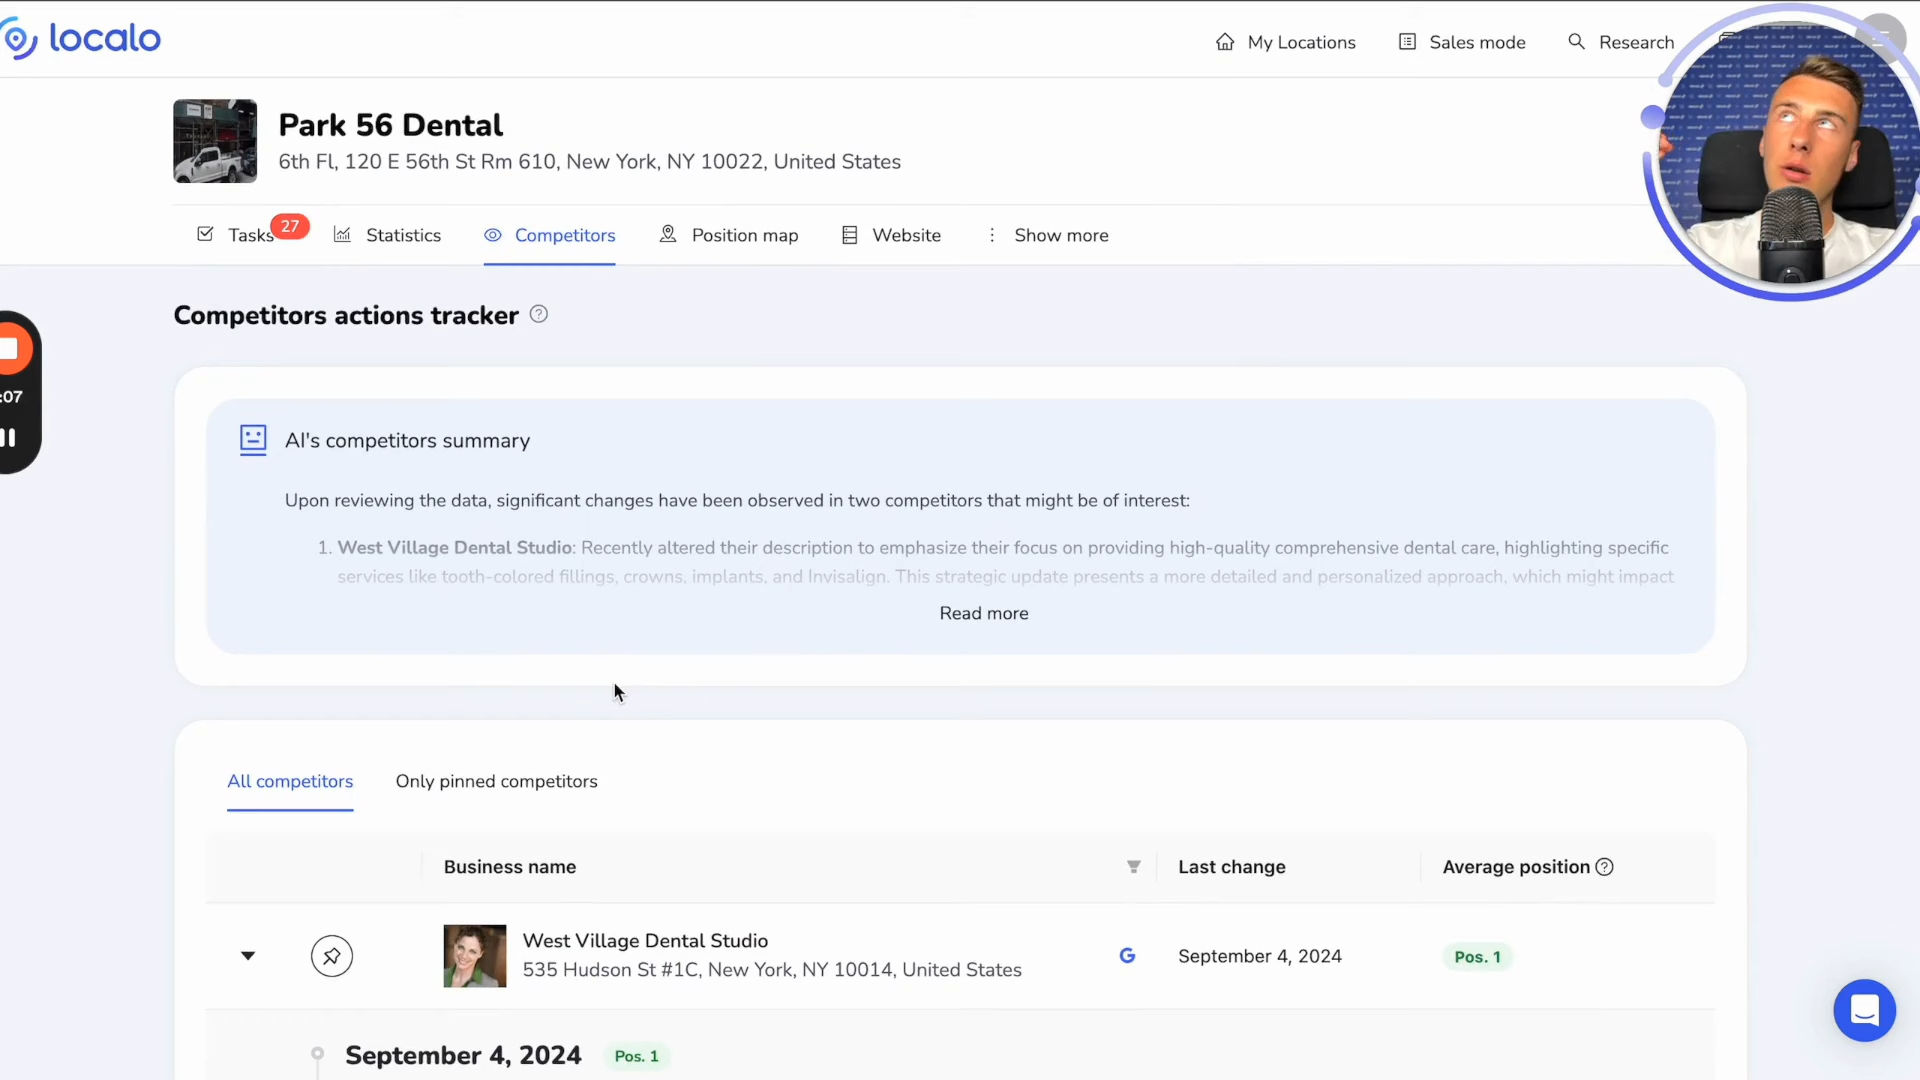 localo
My Locations
Sales mode
Research
Park 56 Dental
6th Fl, 120 E 56th St Rm 610, New York, NY 10022, United States
Tasks 27
Statistics
Competitors
Position map
Website
Show more
Competitors actions tracker
:07
AI's competitors summary
Upon reviewing the data, significant changes have been observed in two competitors that might be of interest:
1. West Village Dental Studio: Recently altered their description to emphasize their focus on providing high-quality comprehensive dental care, highlighting specific
services like tooth-colored fillings, crowns, implants, and Invisalign. This strategic update presents a more detailed and personalized approach, which might impact
Read more
All competitors
Only pinned competitors
Business name
Last change
Average position
West Village Dental Studio
535 Hudson St #1C, New York, NY 10014, United States
G
September 4, 2024
Pos. 1
September 4, 2024
Pos. 1